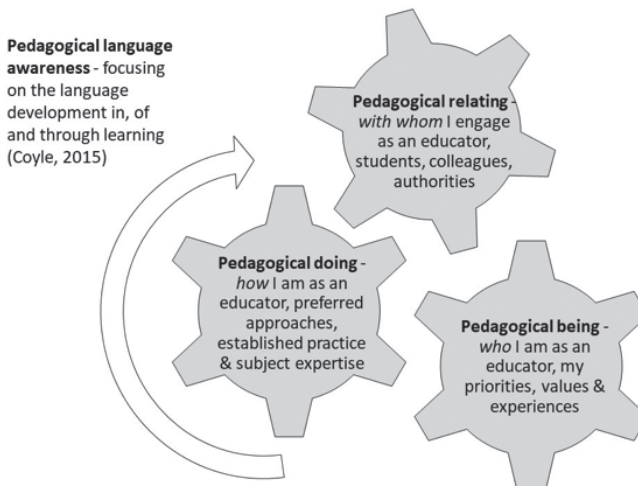 Pedagogical language
awareness - focusing
on the language
development in, of
and through learning
(Coyle, 2015)
Pedagogical relating -
with whom I engage
as an educator,
students, colleagues,
authorities
Pedagogical doing -
how I am as an
educator, preferred
approaches,
established practice
& subject expertise
Pedagogical being -
who I am as an
educator, my
priorities, values &
experiences